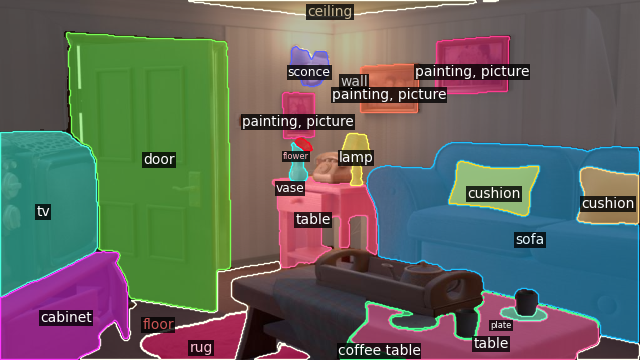 ceiling
sconce
wall
painting, picture
painting, picture
painting, picture
flower
door
lamp
vase
cushion
cushion
tv
table
sofa
cabinet
floor
plate
rug
coffee table
table